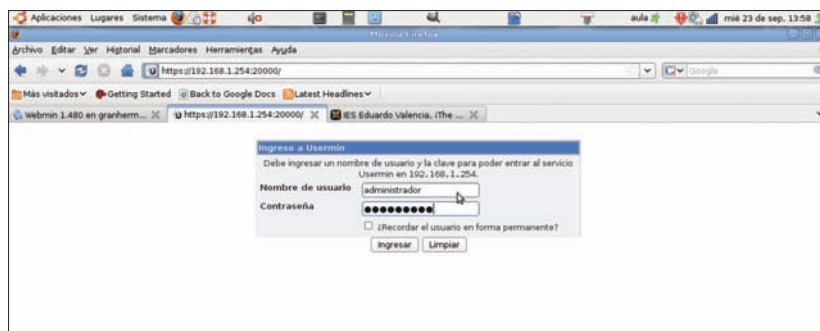 Aplicaciones Lugares Sistema aula mié 23 de sep, 13:58
Mozilla Firefox
Archivo Editar Ver Historial Marcadores Herramientas Ayuda
https://192.168.1.254:20000/ Google
Más visitados Getting Started Back to Google Docs Latest Headlines
Webmin 1.480 en granherm... https://192.168.1.254:20000/ IES Eduardo Valencia, iThe ...
Ingreso a Usermin
Debe ingresar un nombre de usuario y la clave para poder entrar al servicio
Usermin en 192.168.1.254.
Nombre de usuario administrador
Contraseña ●●●●●●●●●
¿Recordar el usuario en forma permanente?
Ingresar Limpiar